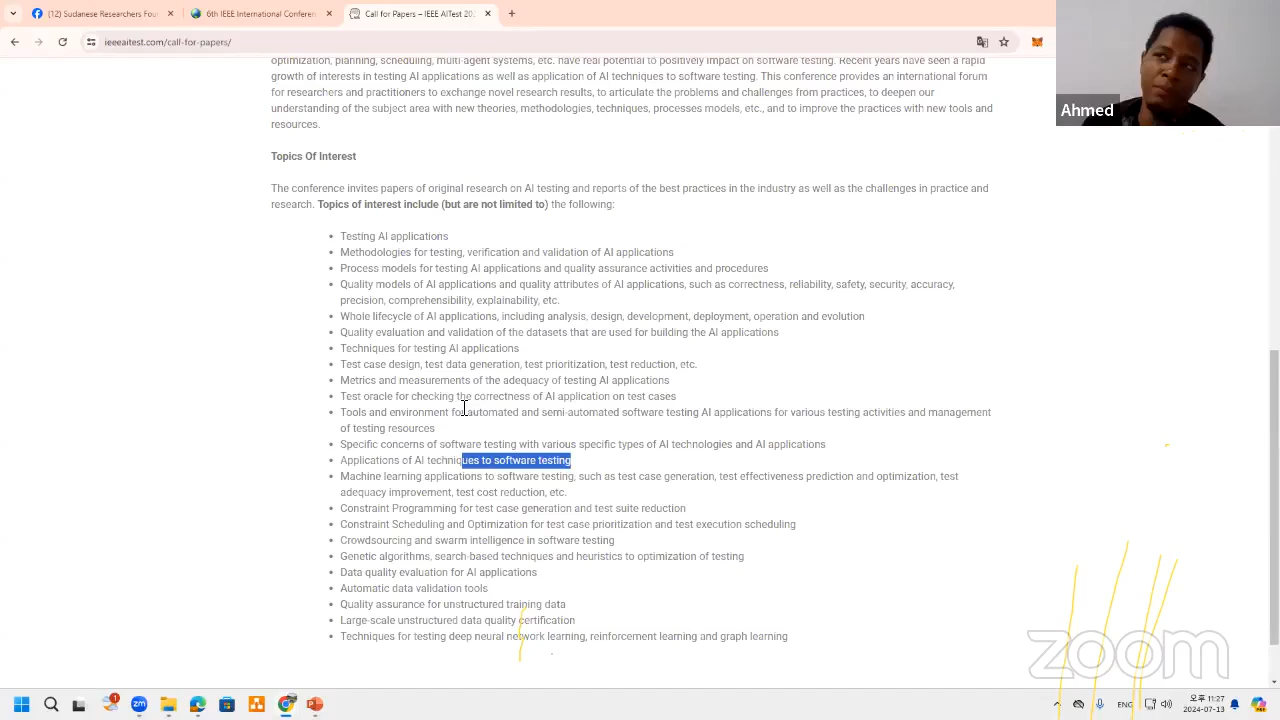 (12) Sudanese Researchers Fou
6th IEEE International Conferen
Call for Papers – IEEE AITest 20
ieeeaitest.com/call-for-papers/
optimization, planning, scheduling, multi-agent systems, etc. have real potential to positively impact on software testing. Recent years have seen a rapid
growth of interests in testing AI applications as well as application of AI techniques to software testing. This conference provides an international forum
for researchers and practitioners to exchange novel research results, to articulate the problems and challenges from practices, to deepen our
understanding of the subject area with new theories, methodologies, techniques, processes models, etc., and to improve the practices with new tools and
resources.
Ahmed
Topics Of Interest
The conference invites papers of original research on AI testing and reports of the best practices in the industry as well as the challenges in practice and
research. Topics of interest include (but are not limited to) the following:
• Testing AI applications
• Methodologies for testing, verification and validation of AI applications
• Process models for testing AI applications and quality assurance activities and procedures
• Quality models of AI applications and quality attributes of AI applications, such as correctness, reliability, safety, security, accuracy,
precision, comprehensibility, explainability, etc.
• Whole lifecycle of AI applications, including analysis, design, development, deployment, operation and evolution
• Quality evaluation and validation of the datasets that are used for building the AI applications
• Techniques for testing AI applications
• Test case design, test data generation, test prioritization, test reduction, etc.
• Metrics and measurements of the adequacy of testing AI applications
• Test oracle for checking the correctness of AI application on test cases
• Tools and environment for automated and semi-automated software testing AI applications for various testing activities and management
of testing resources
• Specific concerns of software testing with various specific types of AI technologies and AI applications
• Applications of AI techniques to software testing
• Machine learning applications to software testing, such as test case generation, test effectiveness prediction and optimization, test
adequacy improvement, test cost reduction, etc.
• Constraint Programming for test case generation and test suite reduction
• Constraint Scheduling and Optimization for test case prioritization and test execution scheduling
• Crowdsourcing and swarm intelligence in software testing
• Genetic algorithms, search-based techniques and heuristics to optimization of testing
• Data quality evaluation for AI applications
• Automatic data validation tools
• Quality assurance for unstructured training data
• Large-scale unstructured data quality certification
• Techniques for testing deep neural network learning, reinforcement learning and graph learning
zoom
1
zm
ENG
11:27 م
2024-07-13